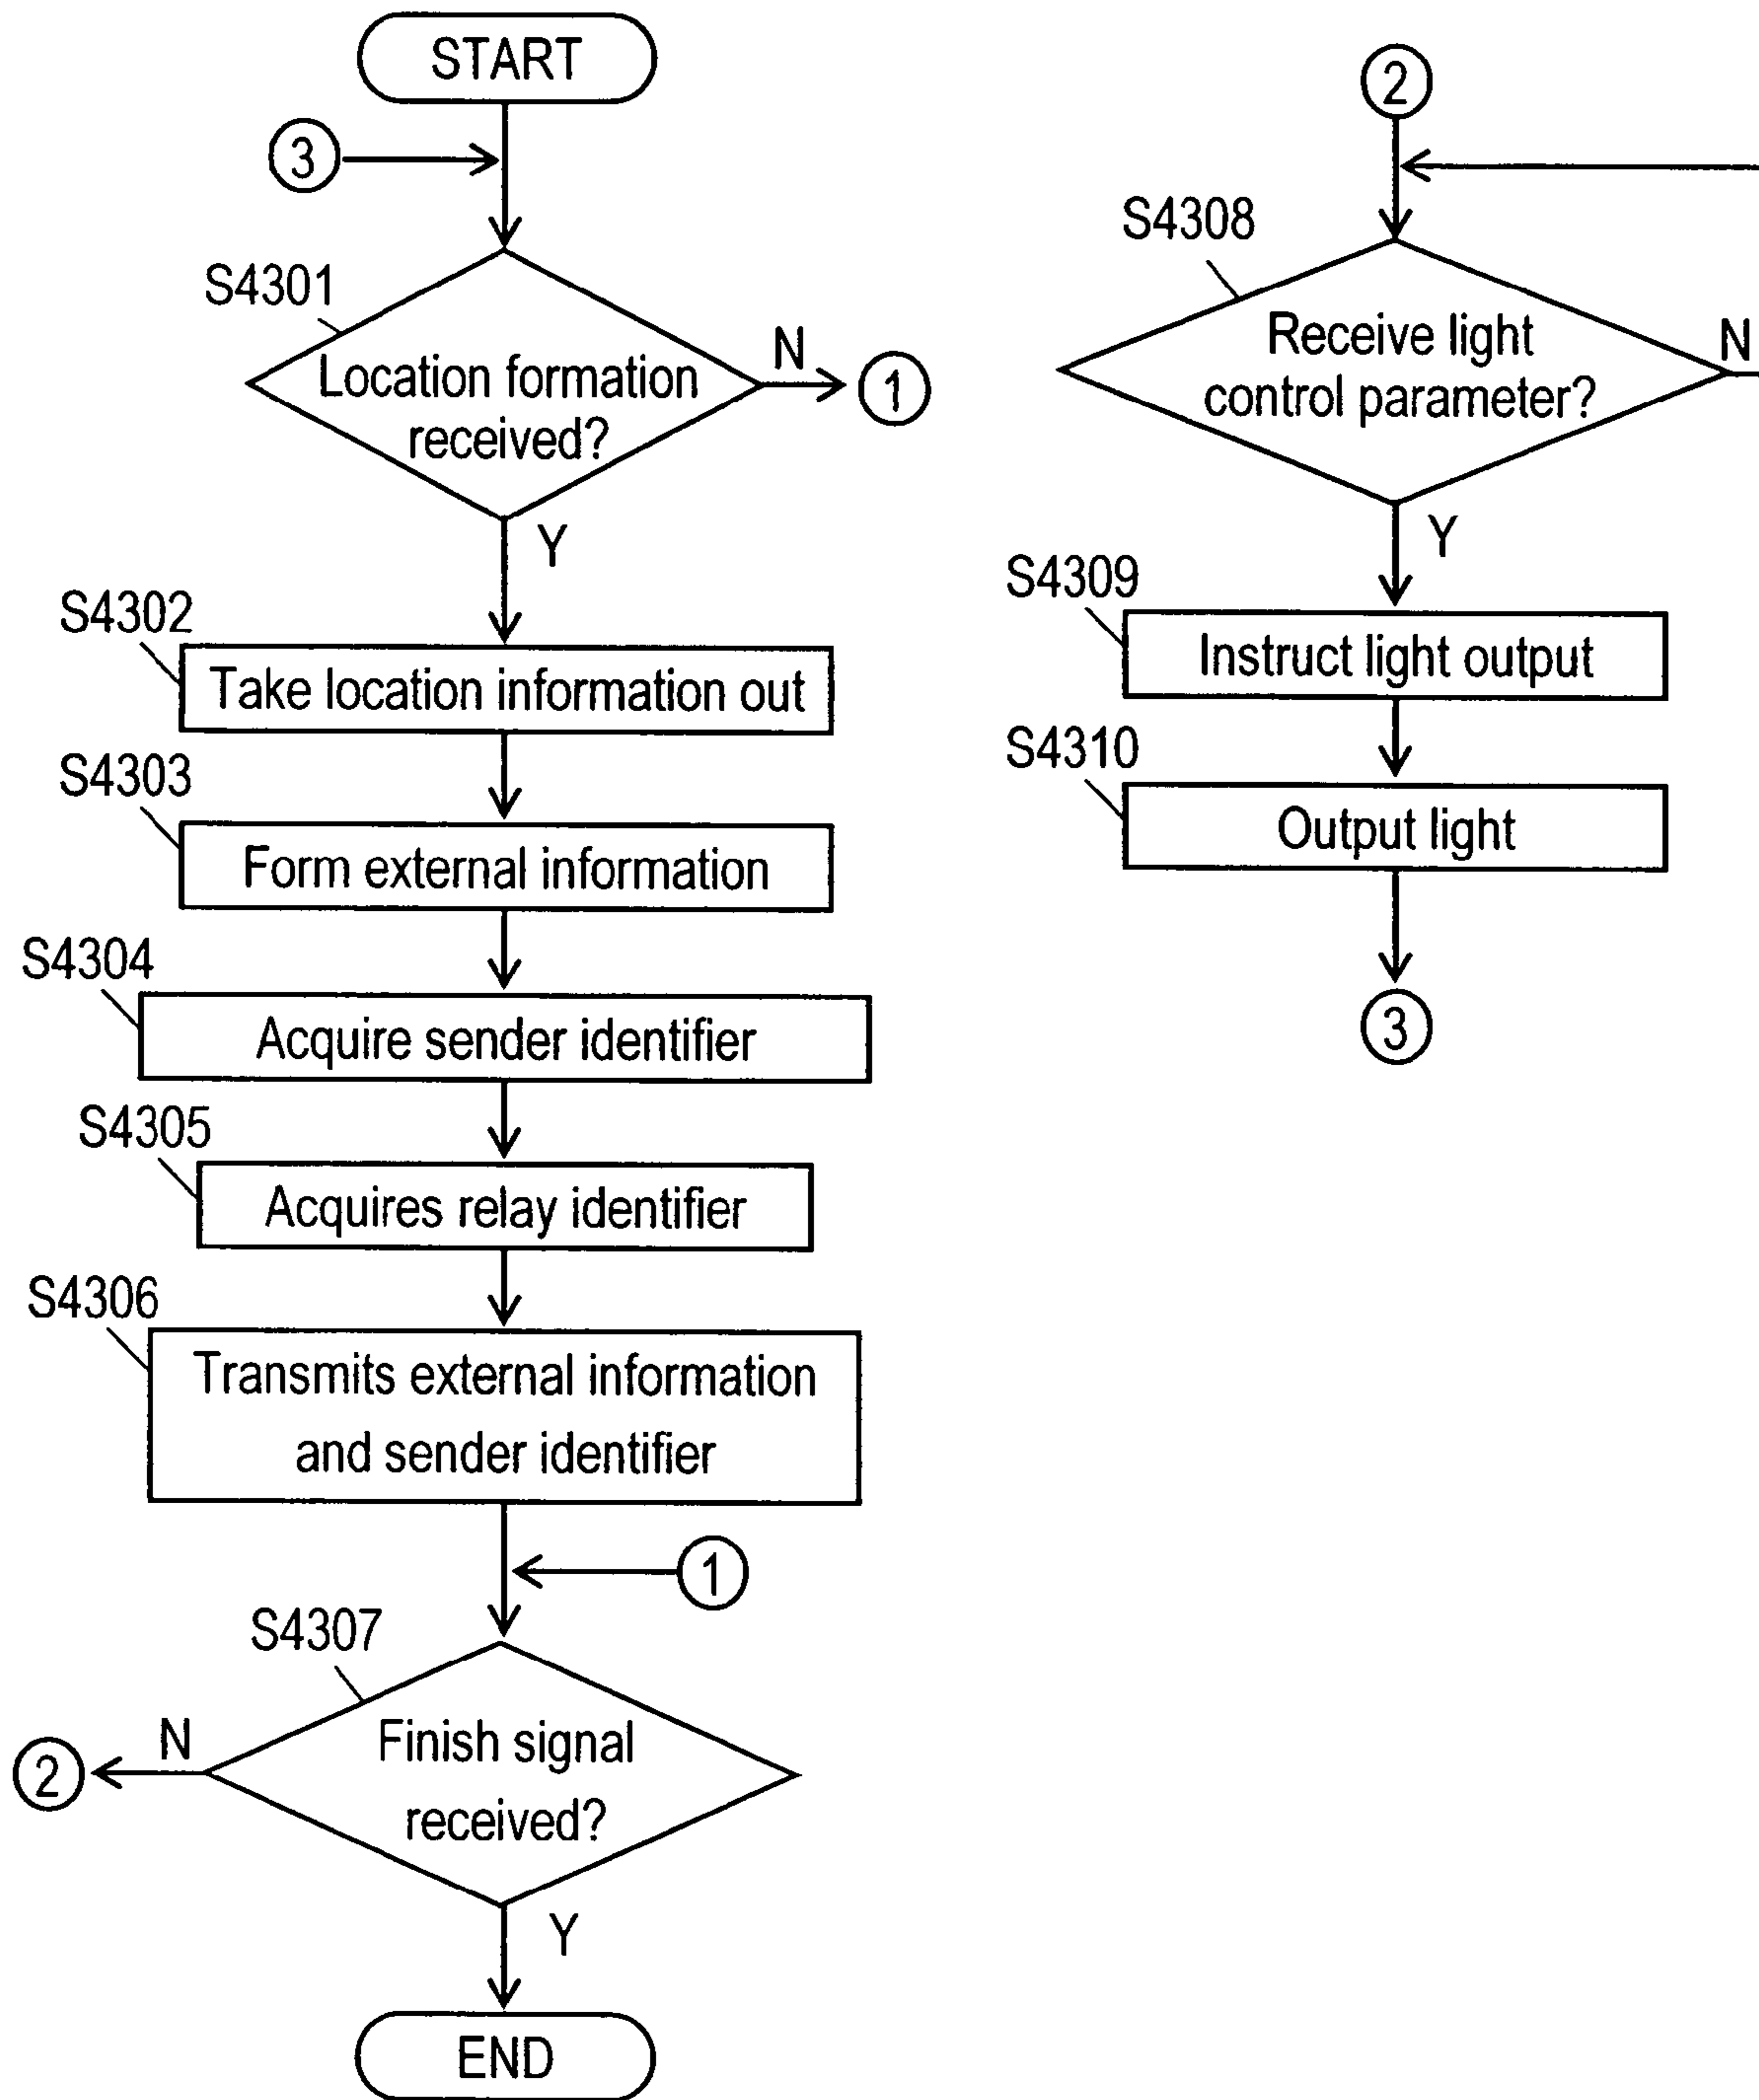 START
3
S4301
Location formation
received?
N
1
Y
S4302
Take location information out
S4303
Form external information
S4304
Acquire sender identifier
S4305
Acquires relay identifier
S4306
Transmits external information
and sender identifier
1
S4307
Finish signal
received?
N
2
Y
END
2
S4308
Receive light
control parameter?
N
Y
S4309
Instruct light output
S4310
Output light
3